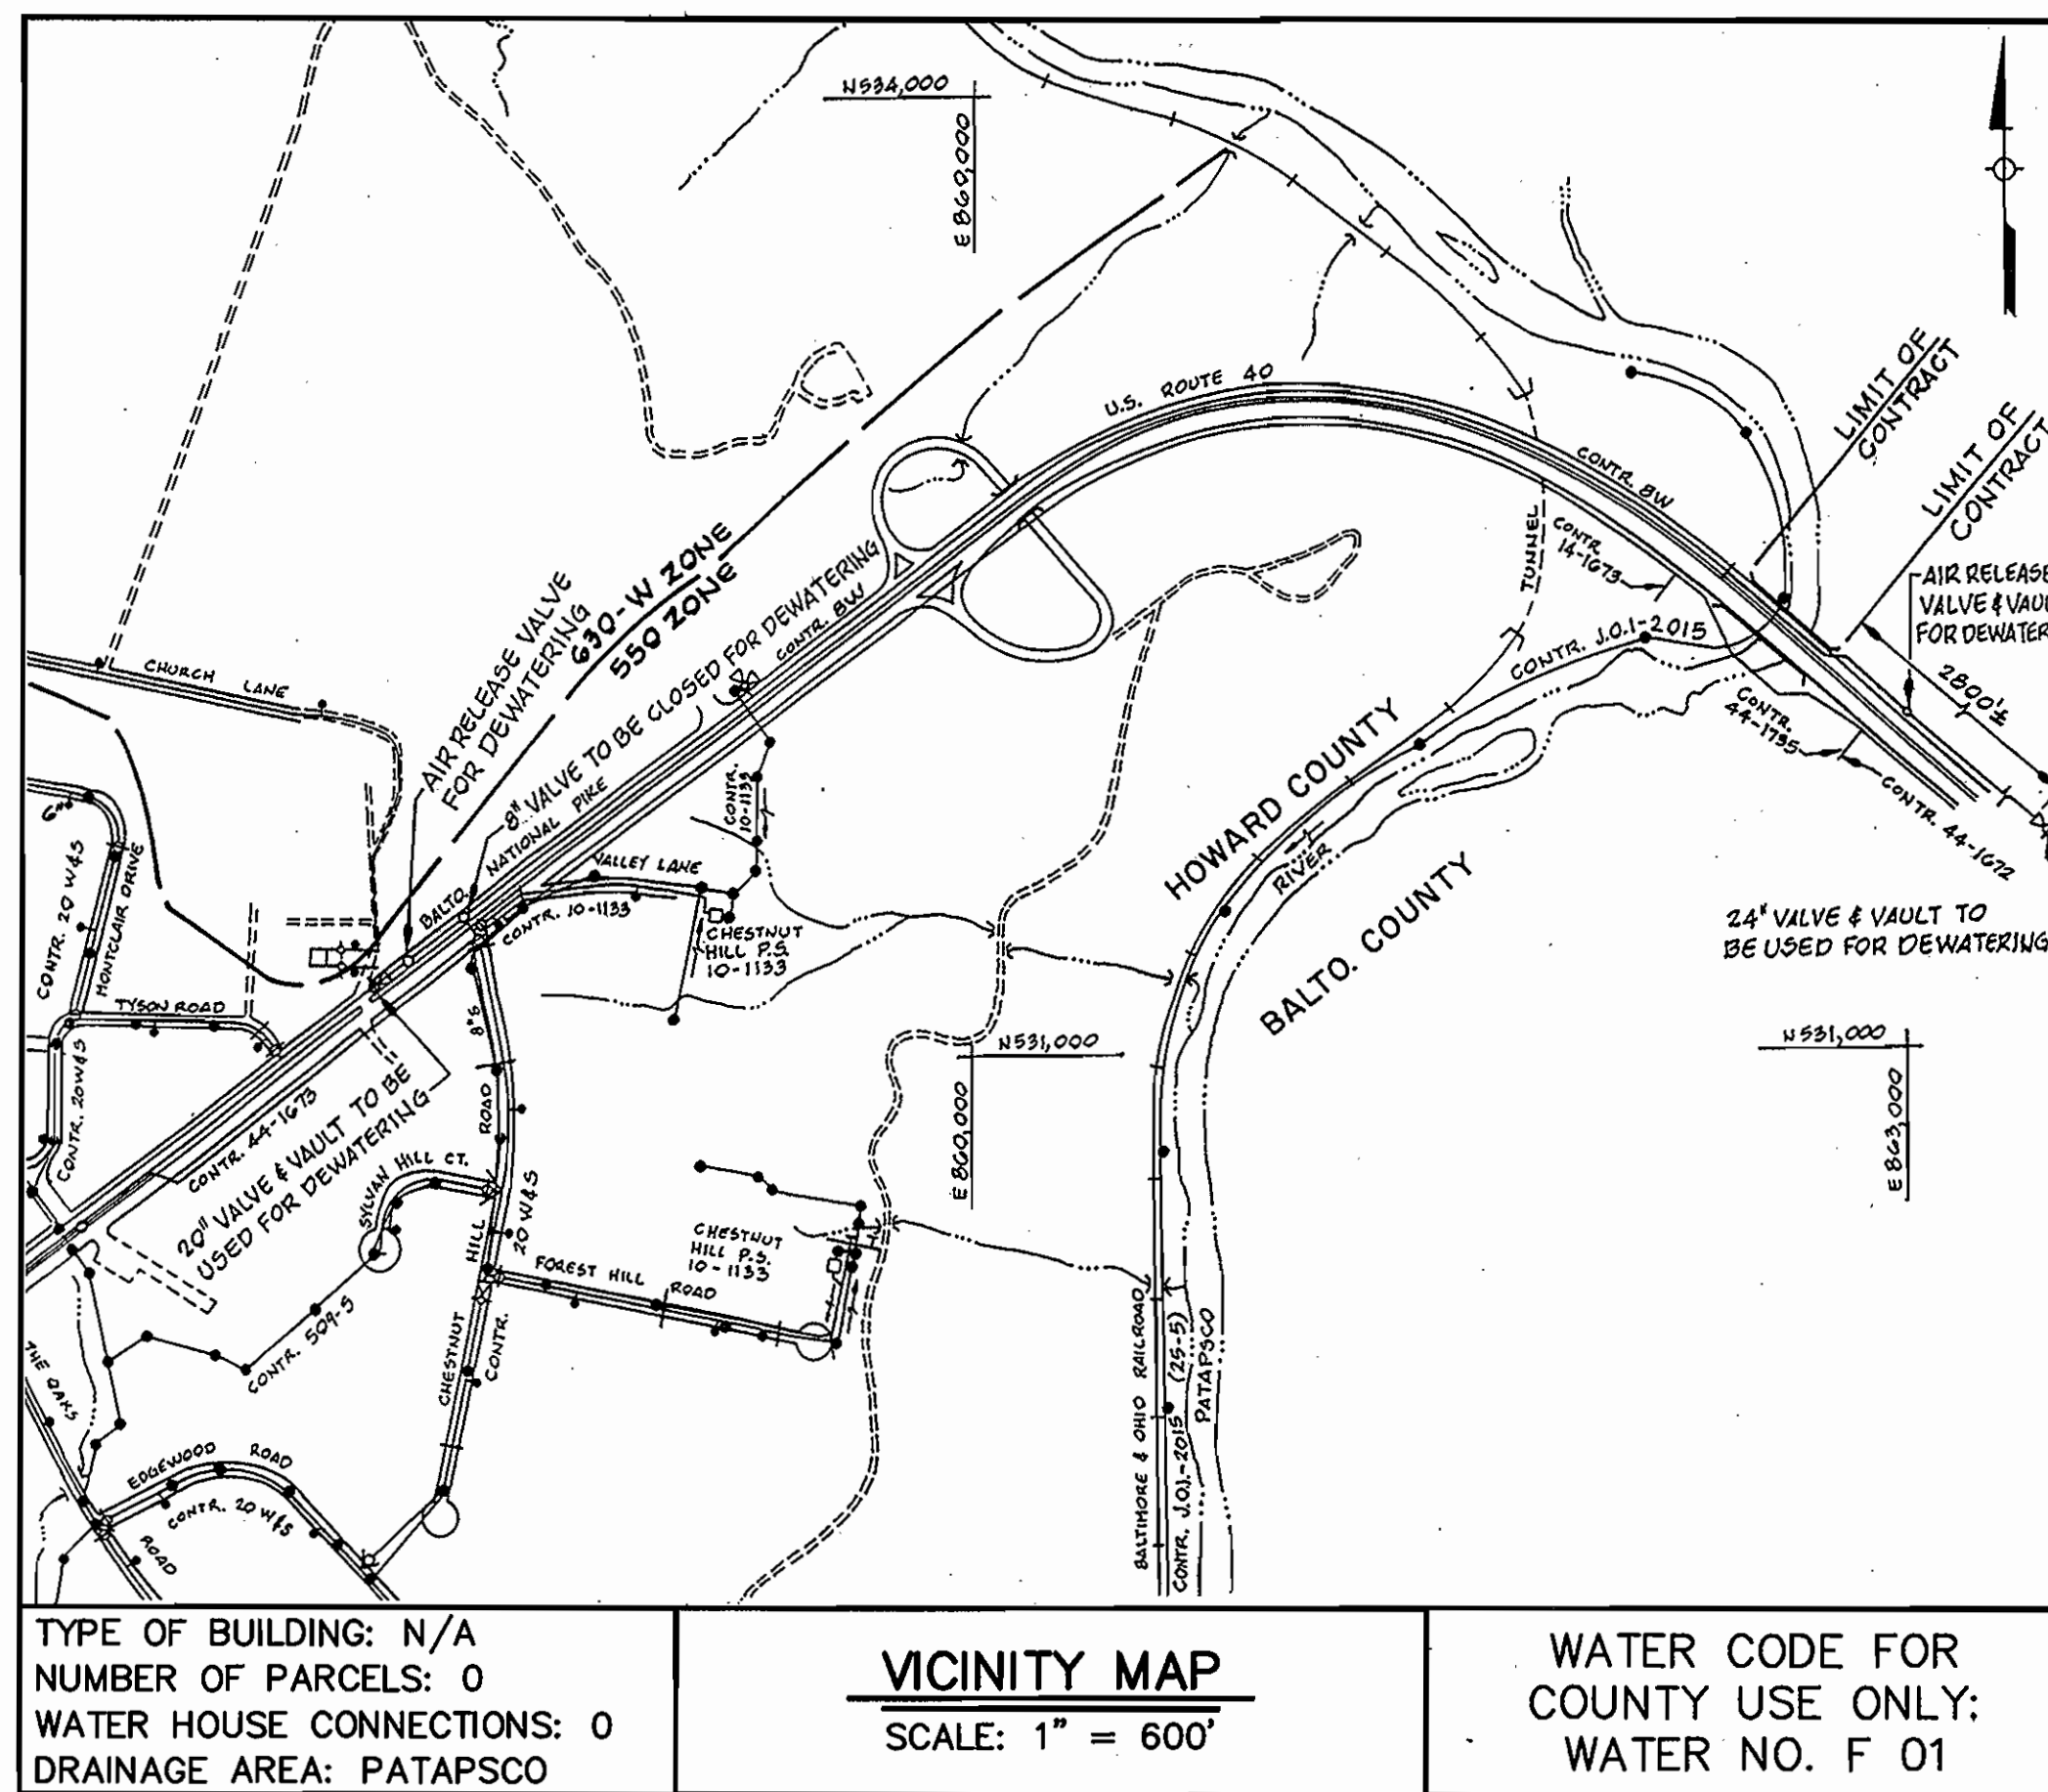 N534,000
E 860,000
U.S. ROUTE 40
LIMIT OF
CONTRACT
LIMIT OF
CONTRACT
CONTR. 8W
CONTR.
14-1673
TUNNEL
AIR RELEASE
VALVE & VAU
FOR DEWATER
2800'±
CONTR. J.O.1-2015
CONTR.
44-1735
CONTR. 44-1672
24" VALVE & VAULT TO
BE USED FOR DEWATERING
630-W ZONE
550 ZONE
AIR RELEASE VALVE
FOR DEWATERING
8" VALVE TO BE CLOSED FOR DEWATERING
CONTR. 8W
BALTO. NATIONAL PIKE
CHURCH LANE
CONTR.
10-1133
VALLEY LANE
CONTR. 10-1133
CHESTNUT
HILL P.S.
10-1133
HOWARD COUNTY
RIVER
BALTO. COUNTY
6"
CONTR. 20 W&S
MONTCLAIR DRIVE
TYSON ROAD
CONTR. 20W&S
CONTR. 44-1673
20" VALVE & VAULT TO BE
USED FOR DEWATERING
8"S
N531,000
E 860,000
N531,000
E 863,000
SYLVAN HILL CT.
CHESTNUT HILL ROAD
CONTR. 20 W&S
FOREST HILL ROAD
CHESTNUT
HILL P.S.
10-1133
CONTR. 509-S
THE OAKS ROAD
EDGEWOOD ROAD
CONTR. 20 W&S
BALTIMORE & OHIO RAILROAD
CONTR. J.O.1.-2015 (25-S)
PATAPSCO
TYPE OF BUILDING: N/A
NUMBER OF PARCELS: 0
WATER HOUSE CONNECTIONS: 0
DRAINAGE AREA: PATAPSCO
VICINITY MAP
SCALE: 1" = 600'
WATER CODE FOR
COUNTY USE ONLY:
WATER NO. F 01